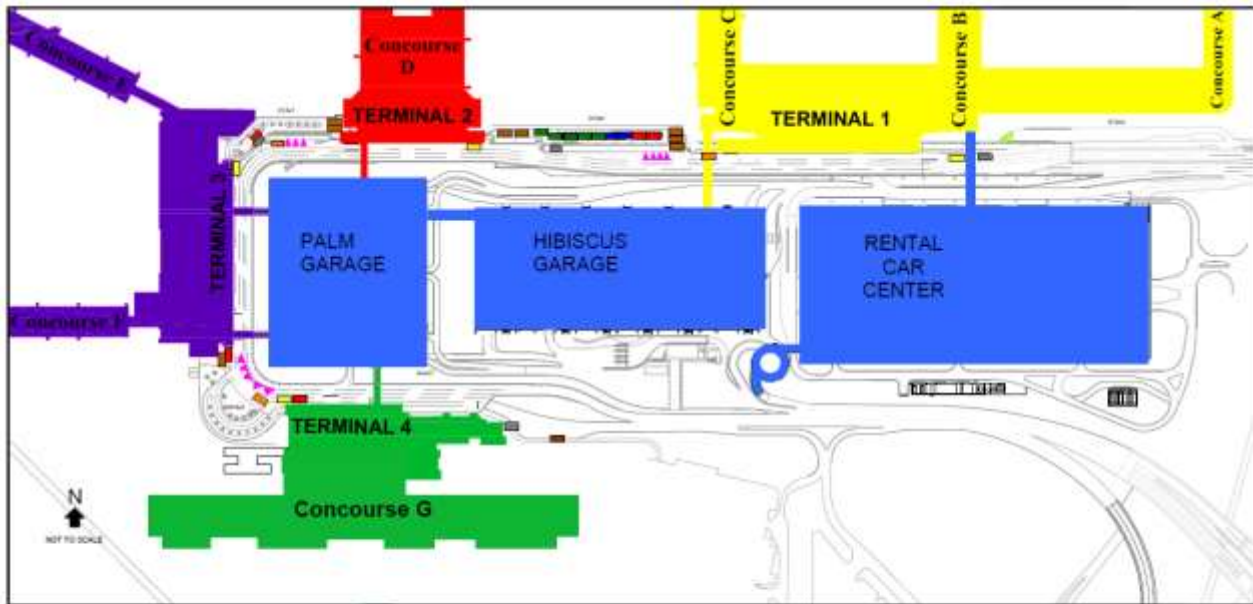 Concourse E
Concourse D
Concourse C
Concourse B
Concourse A
TERMINAL 2
TERMINAL 1
TERMINAL 3
PALM
GARAGE
HIBISCUS
GARAGE
RENTAL
CAR
CENTER
Concourse F
TERMINAL 4
Concourse G
N
NOT TO SCALE